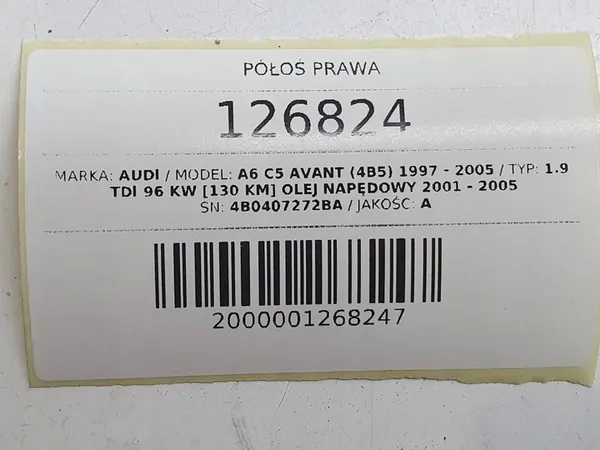 PÓŁOŚ PRAWA
126824
MARKA: AUDI / MODEL: A6 C5 AVANT (4B5) 1997 - 2005 / TYP: 1.9
TDI 96 KW [130 KM] OLEJ NAPĘDOWY 2001 - 2005
SN: 4B0407272BA / JAKOŚĆ: A
2000001268247